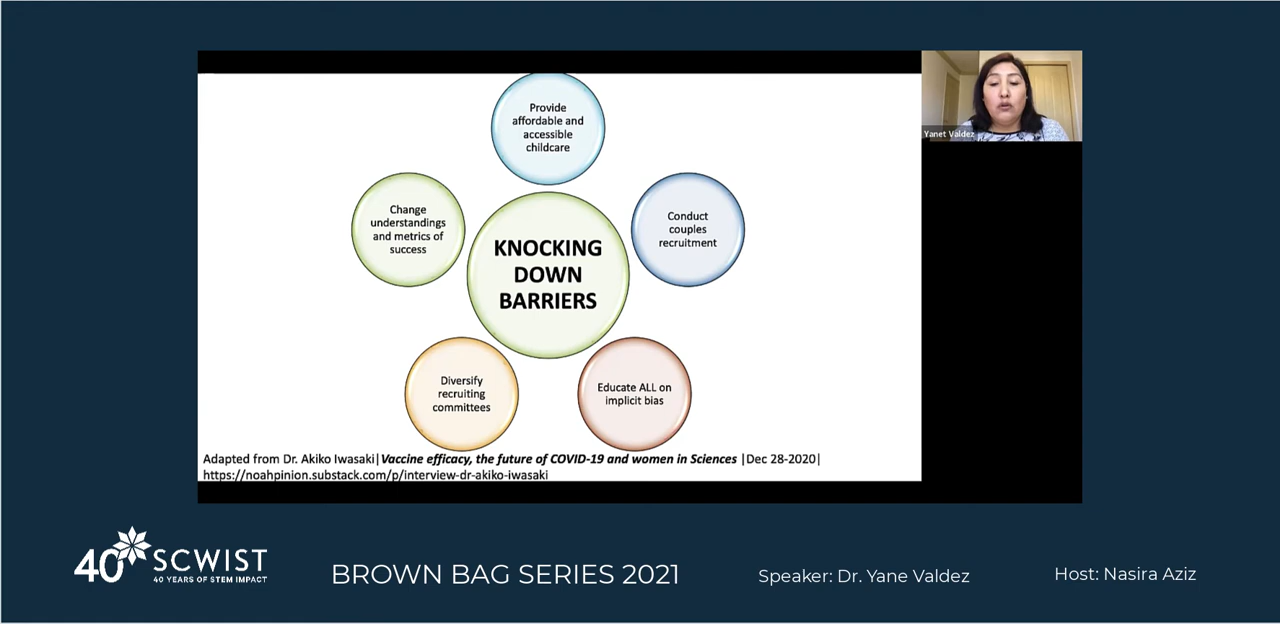 Provide
affordable and
accessible
childcare
Yanet Valdez
Change
understandings
and metrics of
success
Conduct
couples
recruitment
KNOCKING
DOWN
BARRIERS
Diversify
recruiting
committees
Educate ALL on
implicit bias
Adapted from Dr. Akiko Iwasaki|Vaccine efficacy, the future of COVID-19 and women in Sciences |Dec 28-2020|
https://noahpinion.substack.com/p/interview-dr-akiko-iwasaki
40 SCWIST
40 YEARS OF STEM IMPACT
BROWN BAG SERIES 2021
Speaker: Dr. Yane Valdez
Host: Nasira Aziz